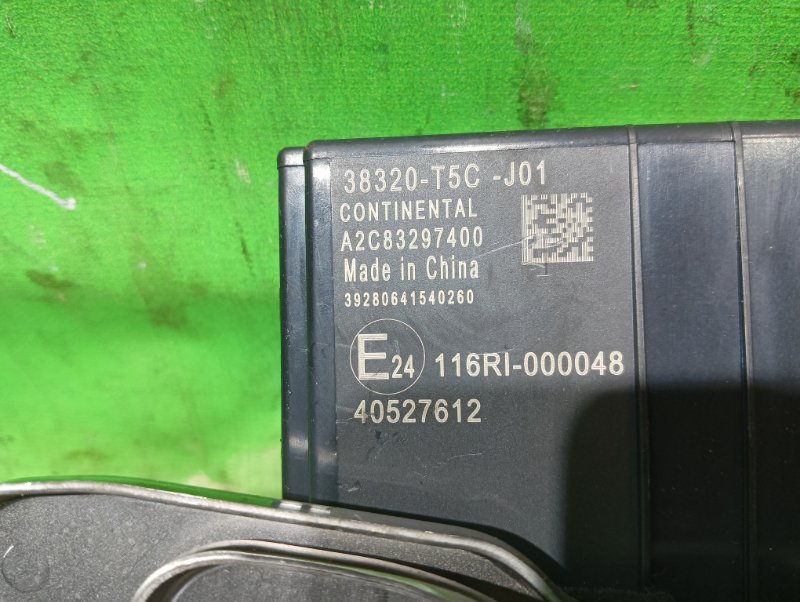 38320-T5C -J01
CONTINENTAL
A2C83297400
Made in China
39280641540260
E24 116RI-000048
40527612